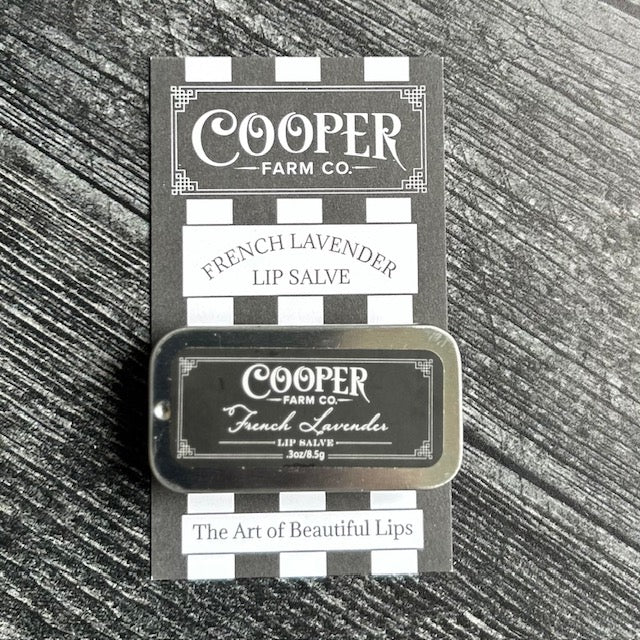 COOPER
FARM CO.
FRENCH LAVENDER
LIP SALVE
COOPER
FARM CO.
French Lavender
LIP SALVE
.3oz/8.5g
The Art of Beautiful Lips